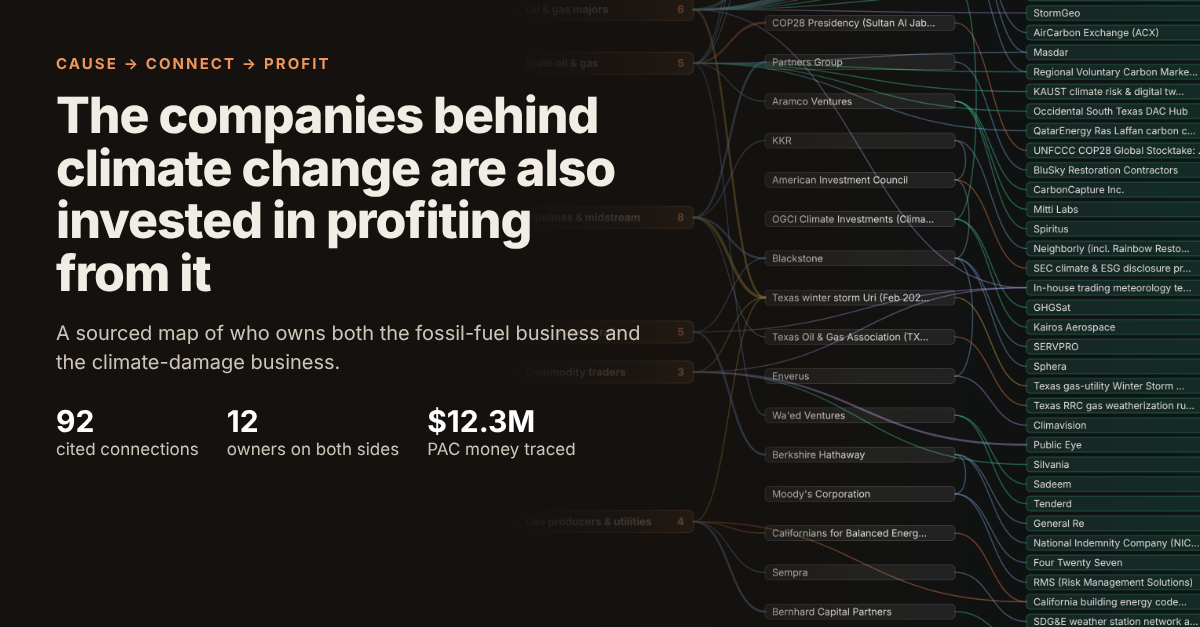 CAUSE → CONNECT → PROFIT
The companies behind
climate change are also
invested in profiting
from it
A sourced map of who owns both the fossil-fuel business and
the climate-damage business.
92
cited connections
12
owners on both sides
$12.3M
PAC money traced
Oil & gas majors 6
State oil & gas 5
Pipelines & midstream 8
5
Commodity traders 3
Gas producers & utilities 4
COP28 Presidency (Sultan Al Jab...
Partners Group
Aramco Ventures
KKR
American Investment Council
OGCI Climate Investments (Clima...
Blackstone
Texas winter storm Uri (Feb 202...
Texas Oil & Gas Association (TX...
Enverus
Wa'ed Ventures
Berkshire Hathaway
Moody's Corporation
Californians for Balanced Energ...
Sempra
Bernhard Capital Partners
StormGeo
AirCarbon Exchange (ACX)
Masdar
Regional Voluntary Carbon Marke...
KAUST climate risk & digital tw...
Occidental South Texas DAC Hub
QatarEnergy Ras Laffan carbon c...
UNFCCC COP28 Global Stocktake: 
BluSky Restoration Contractors
CarbonCapture Inc.
Mitti Labs
Spiritus
Neighborly (incl. Rainbow Resto...
SEC climate & ESG disclosure pr...
In-house trading meteorology te...
GHGSat
Kairos Aerospace
SERVPRO
Sphera
Texas gas-utility Winter Storm ...
Texas RRC gas weatherization ru...
Climavision
Public Eye
Silvania
Sadeem
Tenderd
General Re
National Indemnity Company (NIC...
Four Twenty Seven
RMS (Risk Management Solutions)
California building energy code...
SDG&E weather station network a...